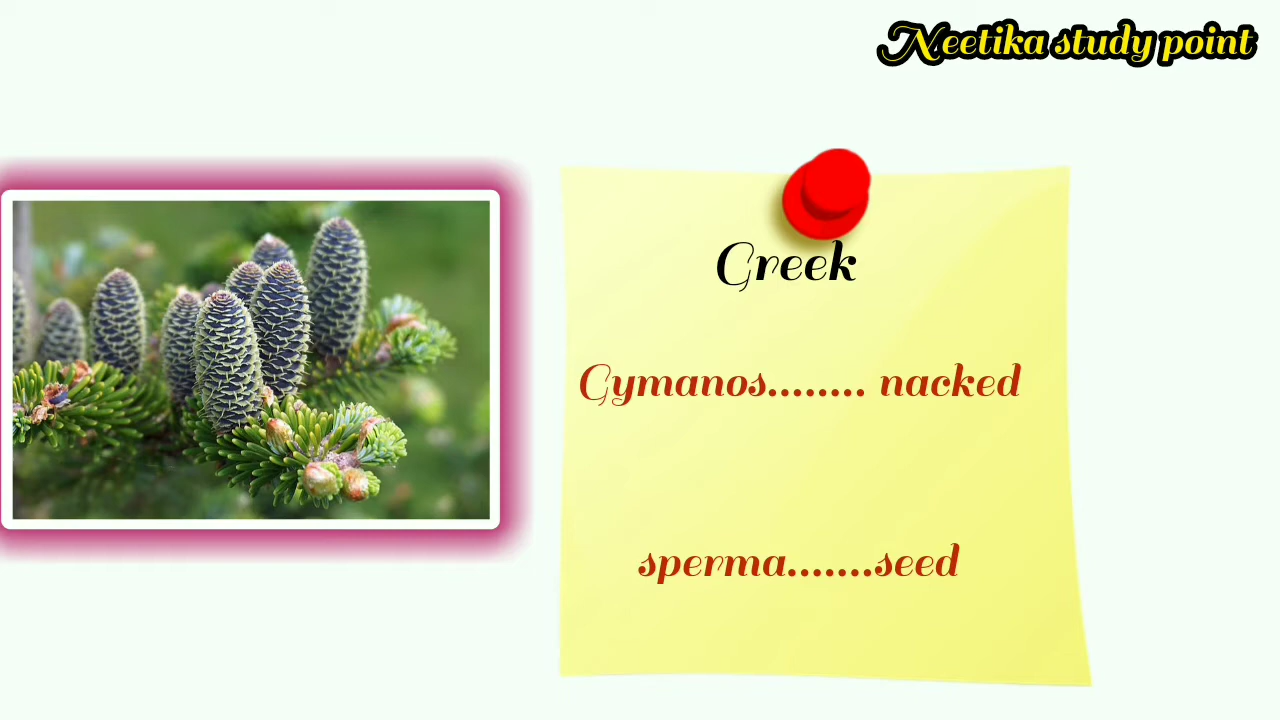 Neetika study point
Greek
Gymanos........ nacked
sperma.......seed